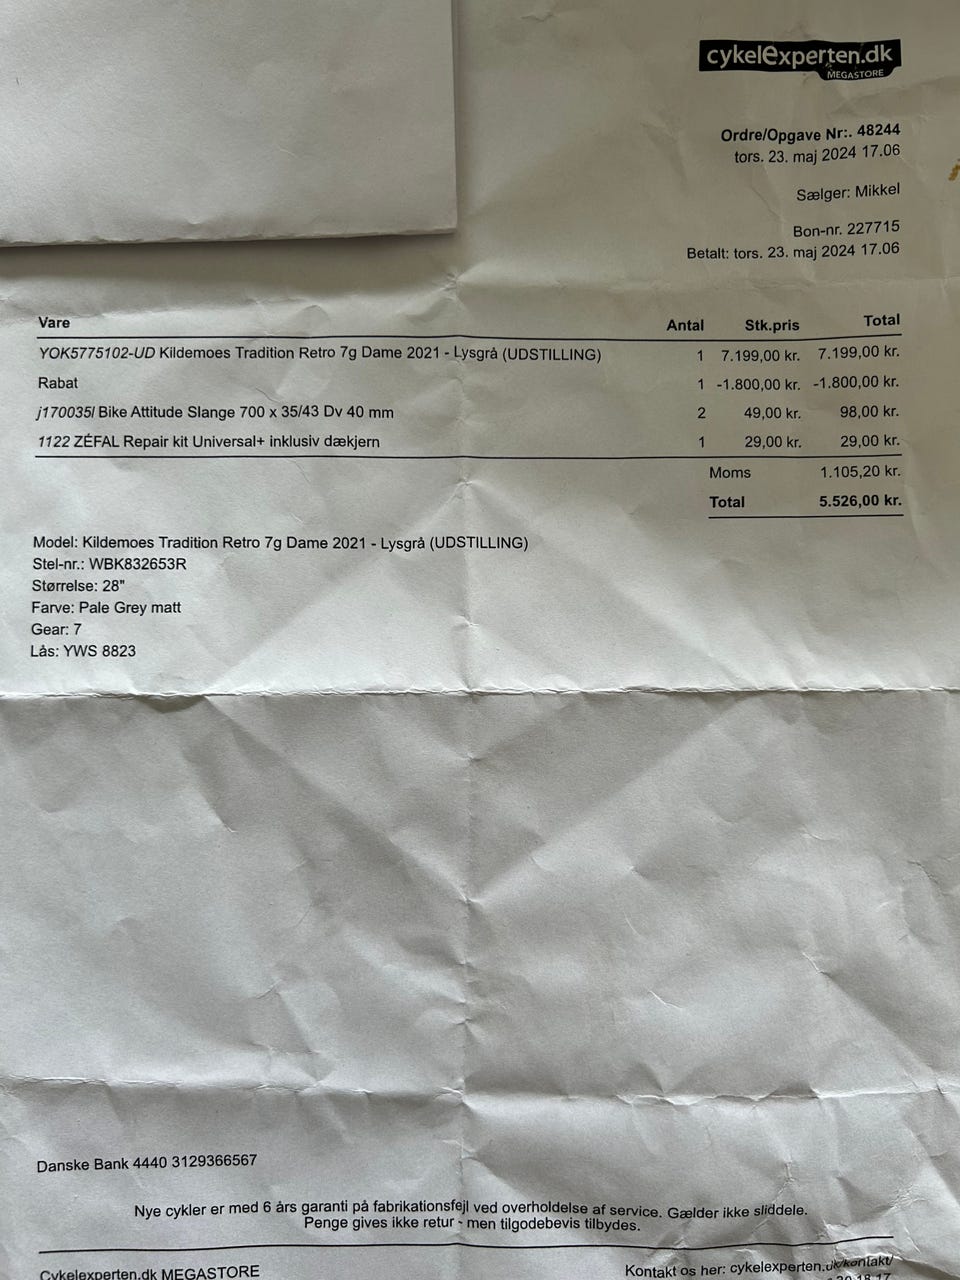 cykelexperten.dk
MEGASTORE
Ordre/Opgave Nr:. 48244
tors. 23. maj 2024 17.06
Sælger: Mikkel
Bon-nr. 227715
Betalt: tors. 23. maj 2024 17.06
Vare Antal Stk.pris Total
YOK5775102-UD Kildemoes Tradition Retro 7g Dame 2021 - Lysgrå (UDSTILLING) 1 7.199,00 kr. 7.199,00 kr.
Rabat 1 -1.800,00 kr. -1.800,00 kr.
j170035l Bike Attitude Slange 700 x 35/43 Dv 40 mm 2 49,00 kr. 98,00 kr.
1122 ZÉFAL Repair kit Universal+ inklusiv dækjern 1 29,00 kr. 29,00 kr.
Moms 1.105,20 kr.
Total 5.526,00 kr.
Model: Kildemoes Tradition Retro 7g Dame 2021 - Lysgrå (UDSTILLING)
Stel-nr.: WBK832653R
Størrelse: 28"
Farve: Pale Grey matt
Gear: 7
Lås: YWS 8823
Danske Bank 4440 3129366567
Nye cykler er med 6 års garanti på fabrikationsfejl ved overholdelse af service. Gælder ikke sliddele.
Penge gives ikke retur - men tilgodebevis tilbydes.
Cykelexperten.dk MEGASTORE Kontakt os her: cykelexperten.dk/kontakt/